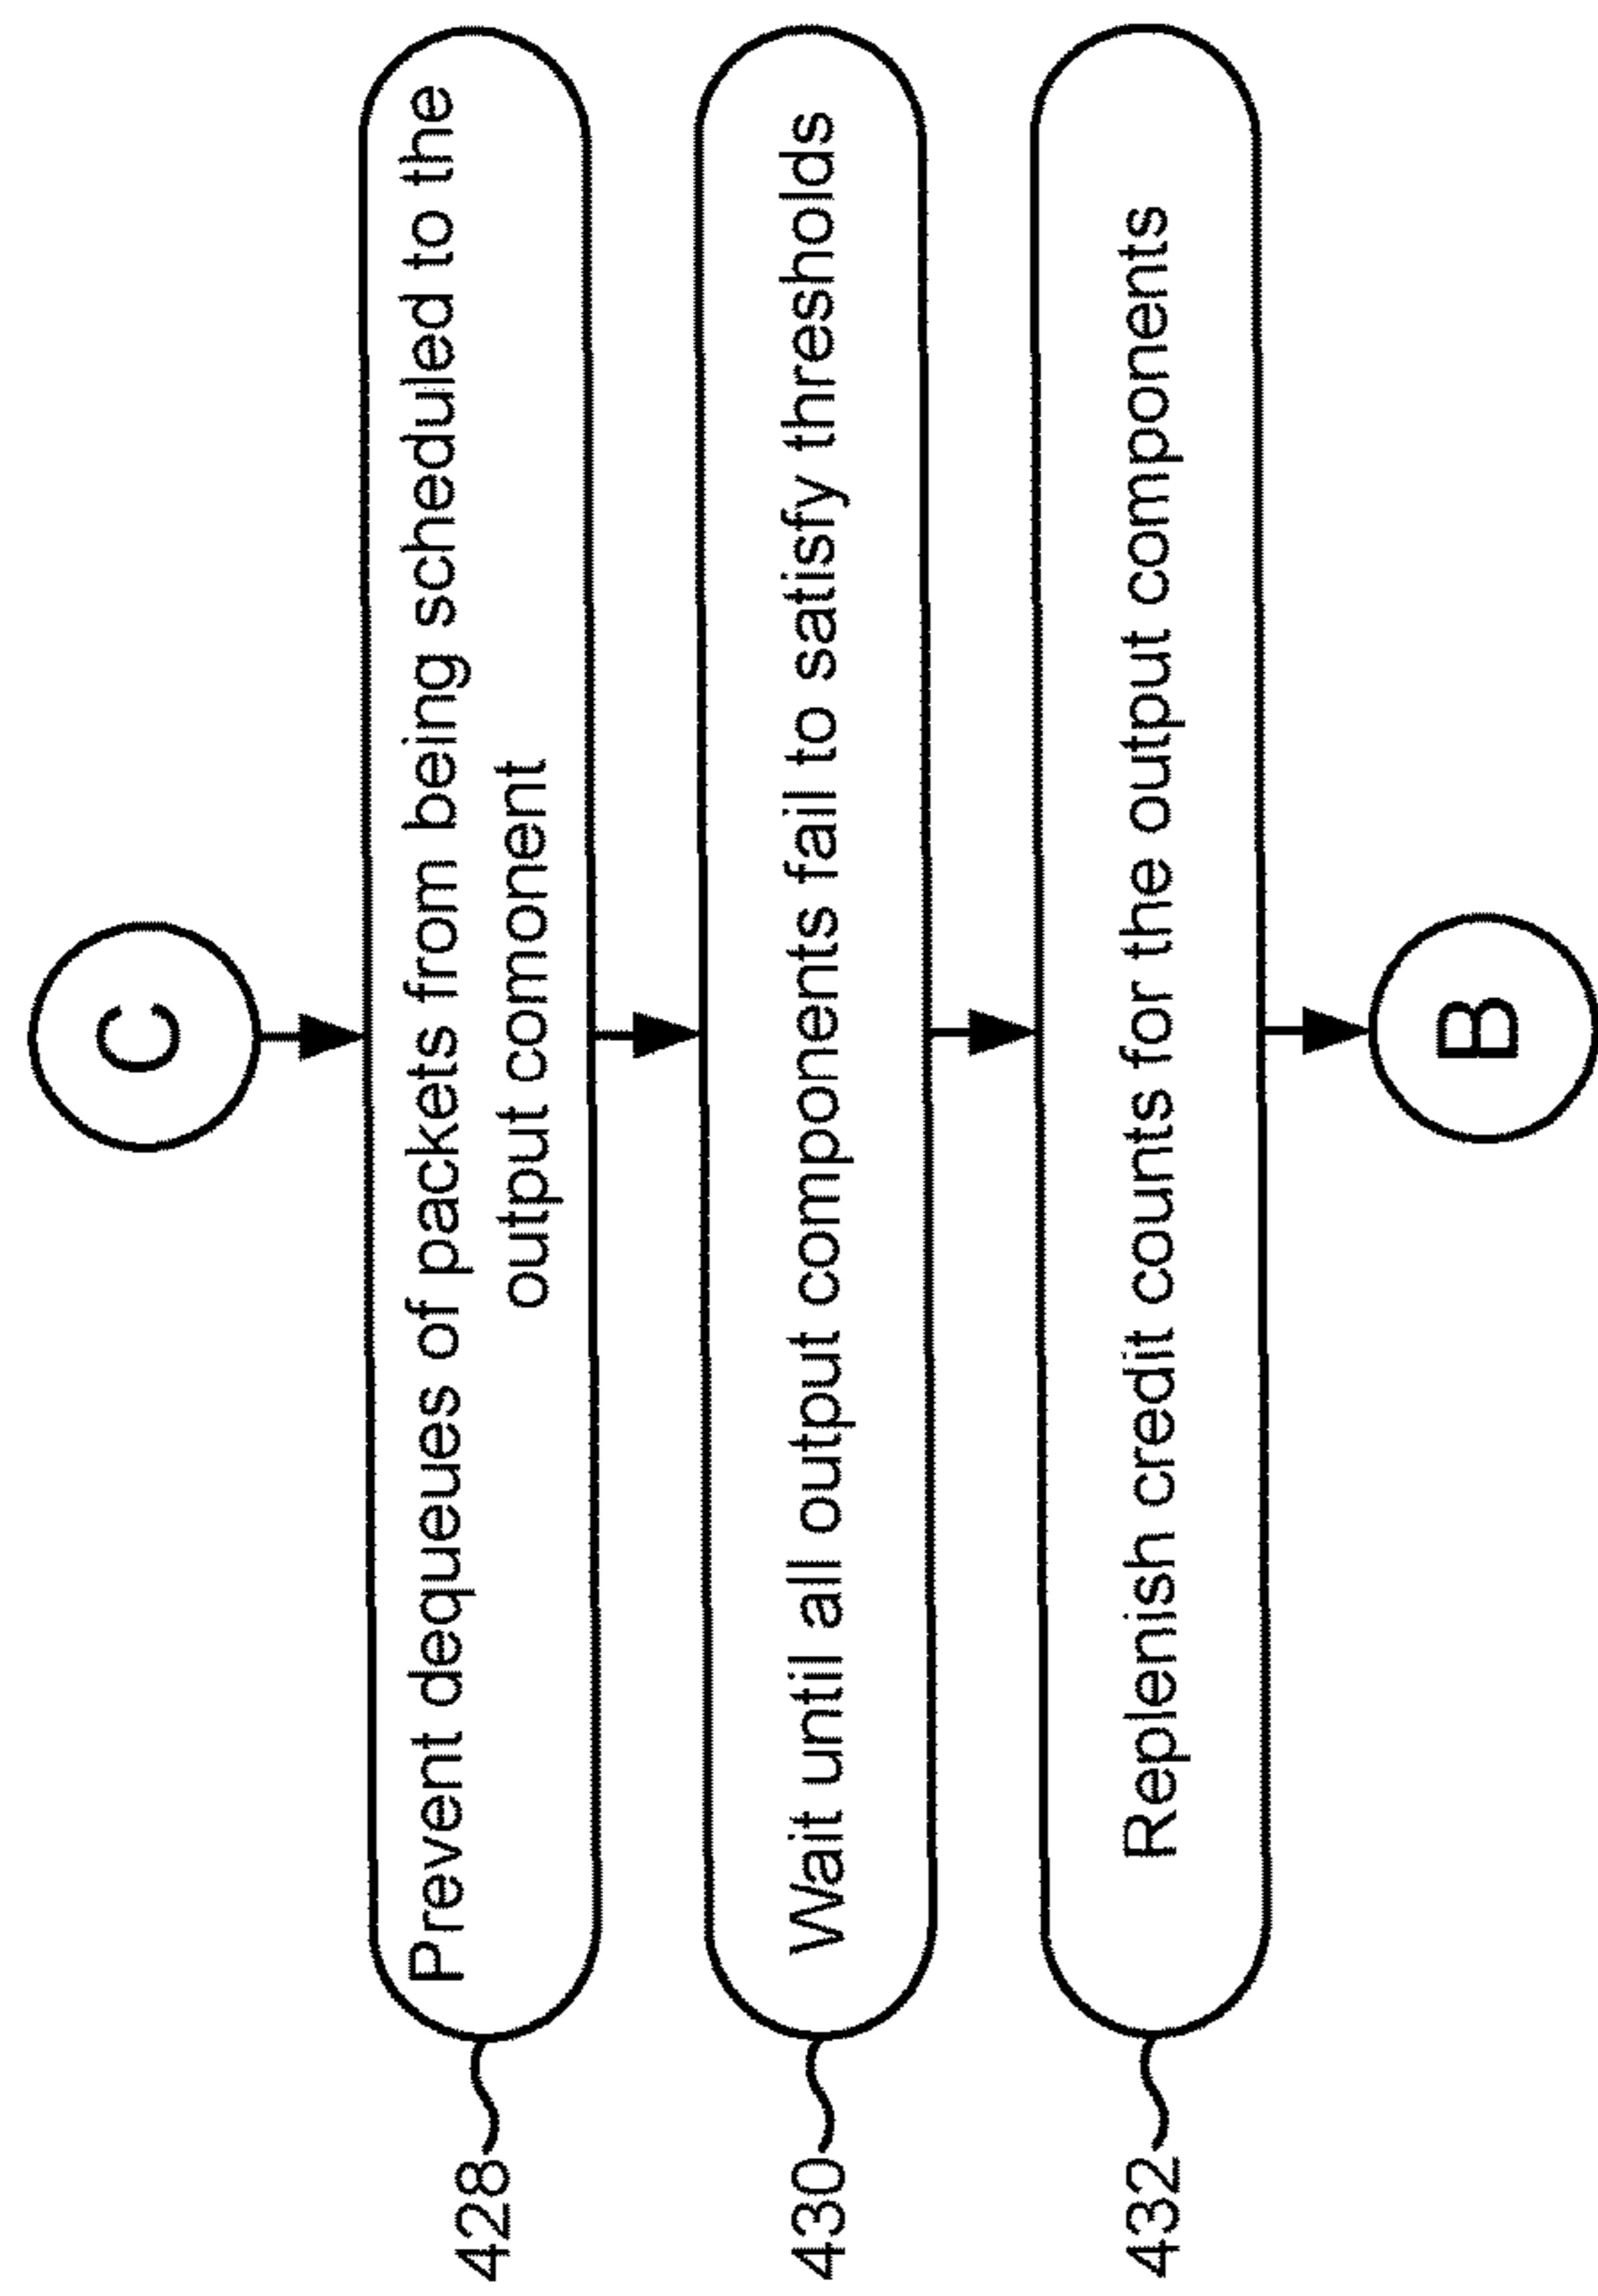 C
428
Prevent dequeues of packets from being scheduled to the
output comonent
430
Wait until all output components fail to satisfy thresholds
432
Replenish credit counts for the output components
B